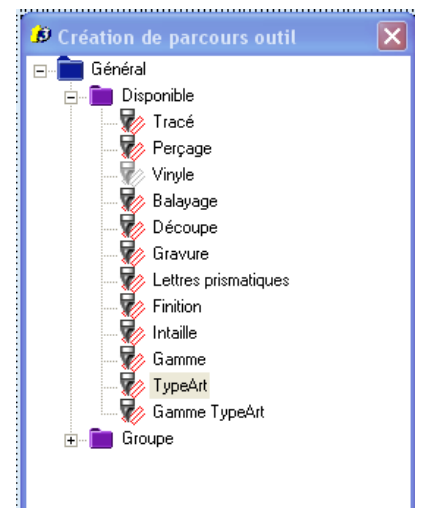 Création de parcours outil
Général
Disponible
Tracé
Perçage
Vinyle
Balayage
Découpe
Gravure
Lettres prismatiques
Finition
Intaille
Gamme
TypeArt
Gamme TypeArt
Groupe